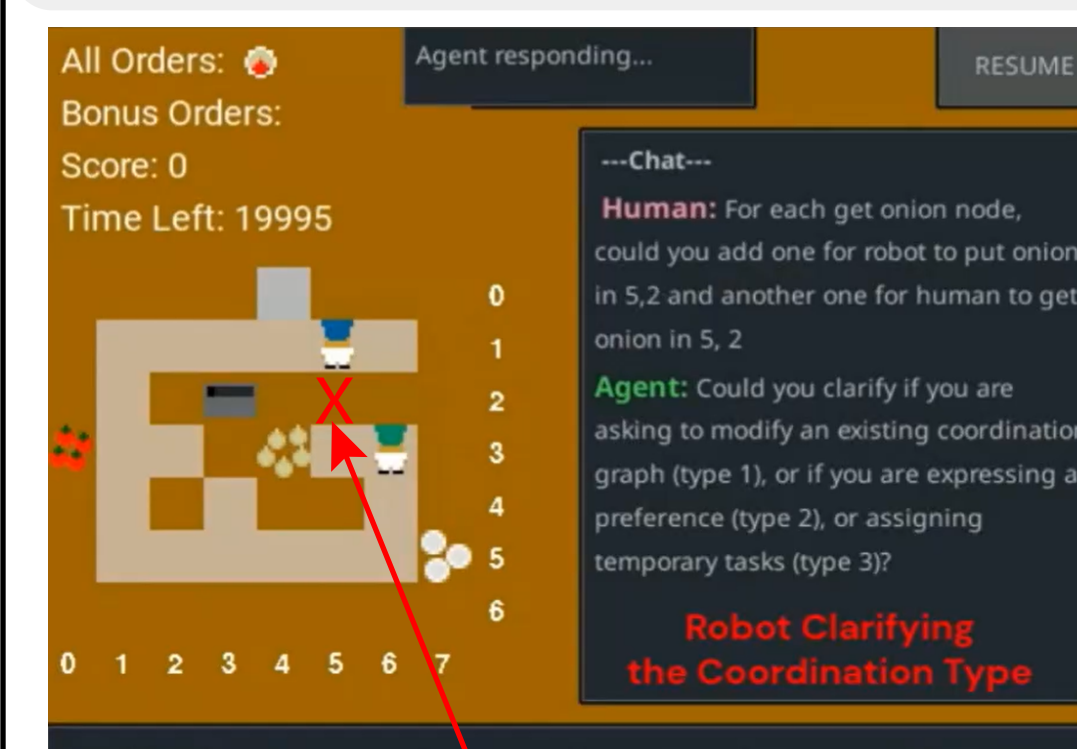 All Orders:
Bonus Orders:
Score: 0
Time Left: 19995
Agent responding...
RESUME
---Chat---
Human: For each get onion node,
could you add one for robot to put onion
in 5,2 and another one for human to get
onion in 5, 2
Agent: Could you clarify if you are
asking to modify an existing coordination
graph (type 1), or if you are expressing a
preference (type 2), or assigning
temporary tasks (type 3)?
Robot Clarifying
the Coordination Type
0
1
2
X
3
4
5
6
0 1 2 3 4 5 6 7